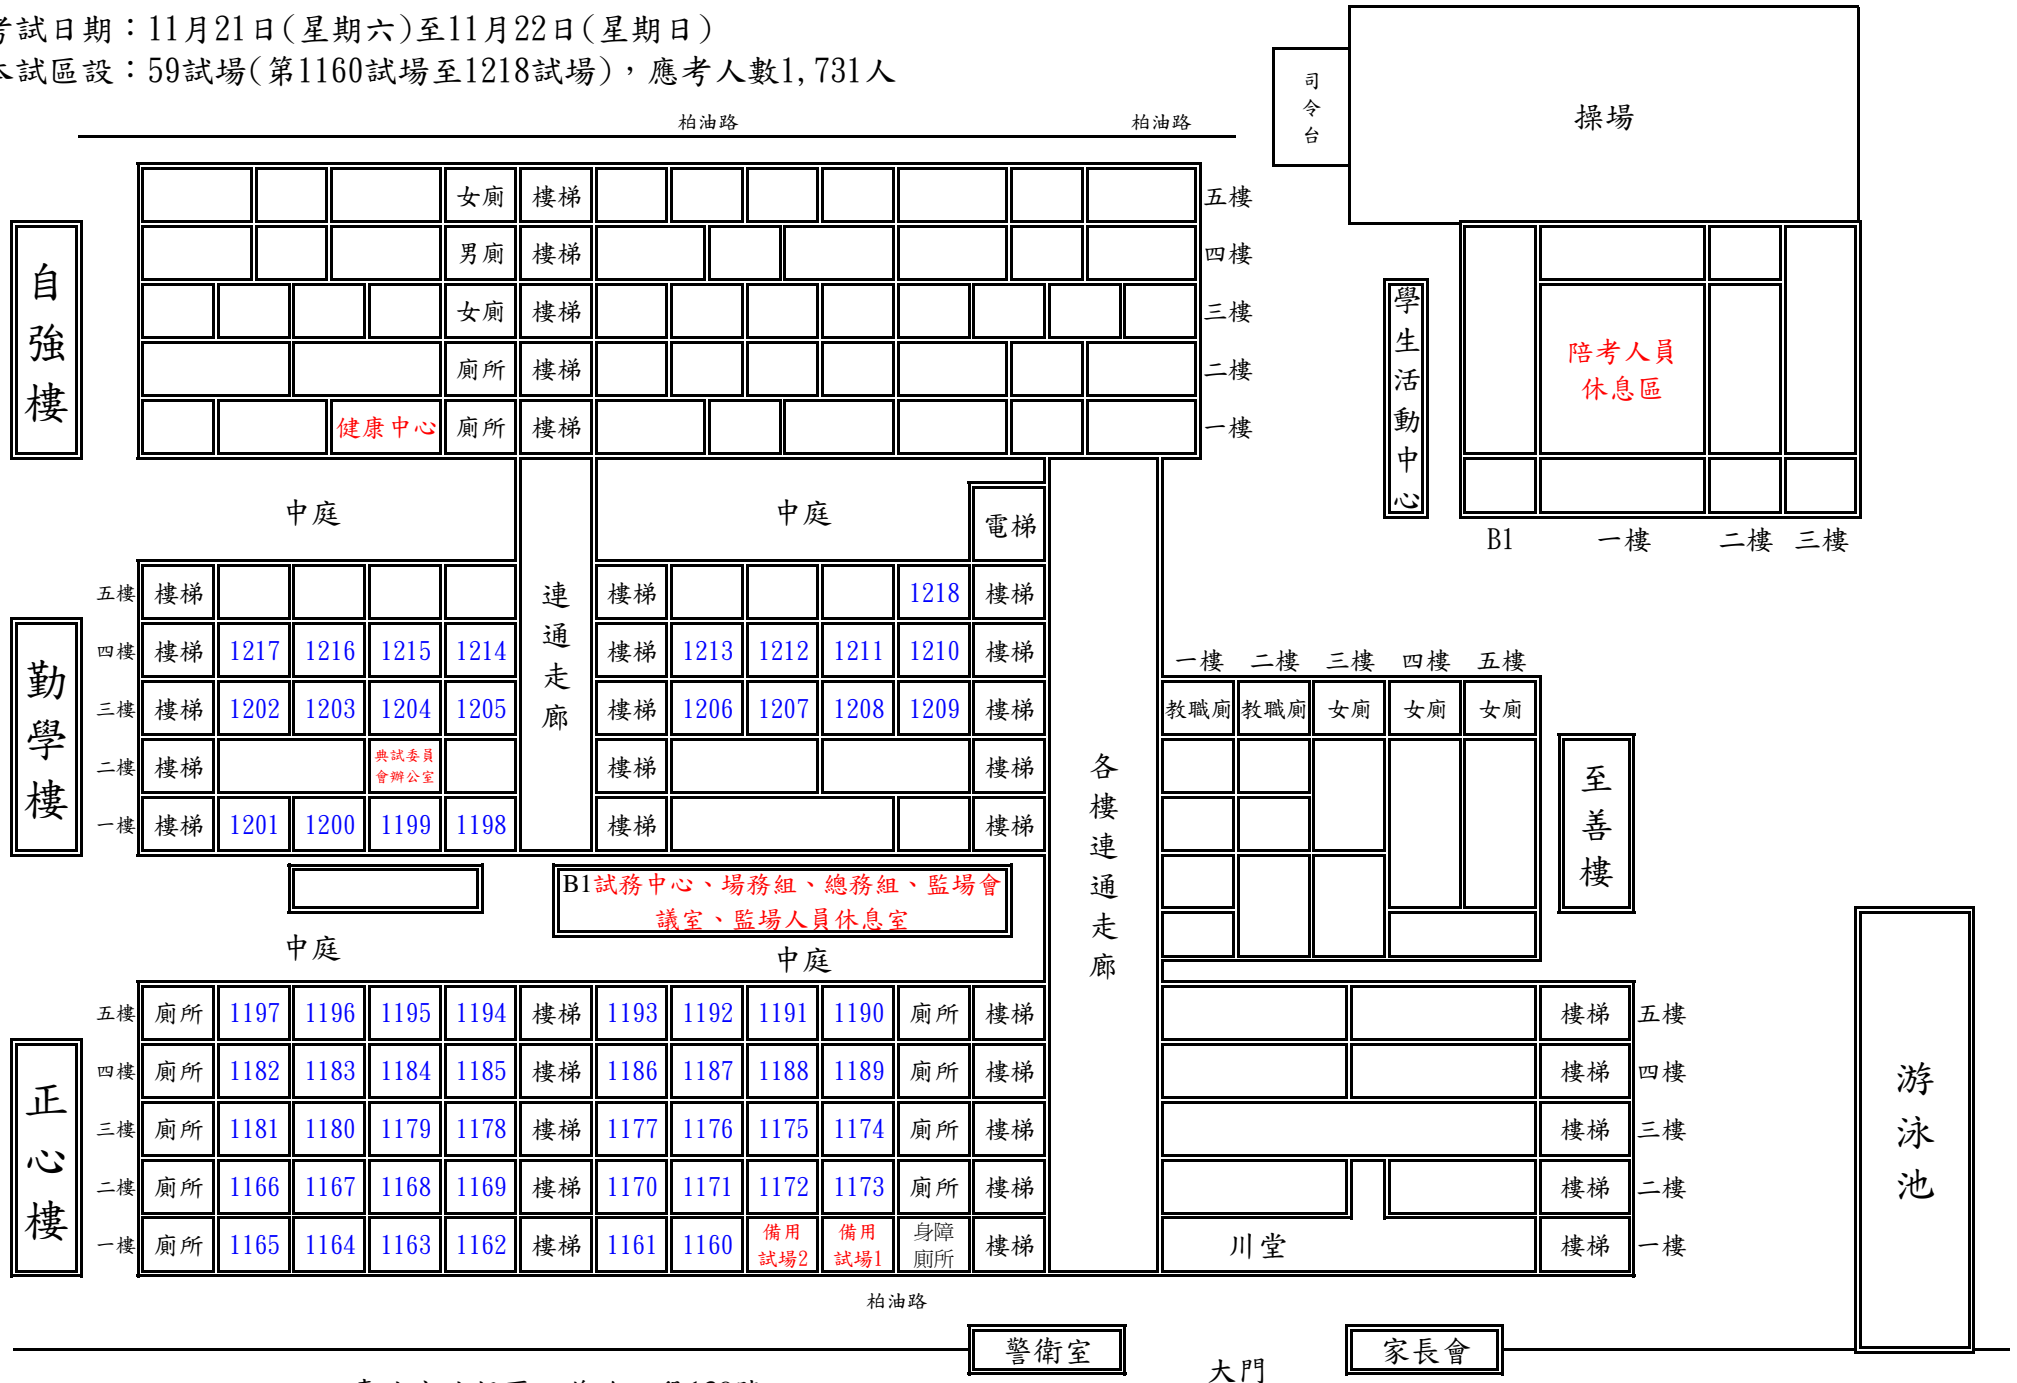 試日期：11月21日(星期六)至11月22日(星期日)
試區設：59試場(第1160試場至1218試場)，應考人數1,731人
柏油路 柏油路
司令台
操場
自強樓
女廁 樓梯 五樓
男廁 樓梯 四樓
女廁 樓梯 三樓
廁所 樓梯 二樓
健康中心 廁所 樓梯 一樓
學生活動中心
陪考人員
休息區
B1 一樓 二樓 三樓
中庭 中庭 電梯
連通走廊
各樓連通走廊
勤學樓
五樓 樓梯 樓梯 1218 樓梯
四樓 樓梯 1217 1216 1215 1214 樓梯 1213 1212 1211 1210 樓梯
三樓 樓梯 1202 1203 1204 1205 樓梯 1206 1207 1208 1209 樓梯
二樓 樓梯 典試委員
會辦公室 樓梯 樓梯
一樓 樓梯 1201 1200 1199 1198 樓梯 樓梯
一樓 二樓 三樓 四樓 五樓
教職廁 教職廁 女廁 女廁 女廁
至善樓
B1試務中心、場務組、總務組、監場會
議室、監場人員休息室
中庭 中庭
正心樓
五樓 廁所 1197 1196 1195 1194 樓梯 1193 1192 1191 1190 廁所 樓梯 樓梯 五樓
四樓 廁所 1182 1183 1184 1185 樓梯 1186 1187 1188 1189 廁所 樓梯 樓梯 四樓
三樓 廁所 1181 1180 1179 1178 樓梯 1177 1176 1175 1174 廁所 樓梯 樓梯 三樓
二樓 廁所 1166 1167 1168 1169 樓梯 1170 1171 1172 1173 廁所 樓梯 樓梯 二樓
一樓 廁所 1165 1164 1163 1162 樓梯 1161 1160 備用
試場2 備用
試場1 身障
廁所 樓梯 川堂 樓梯 一樓
游泳池
柏油路
警衛室 大門 家長會